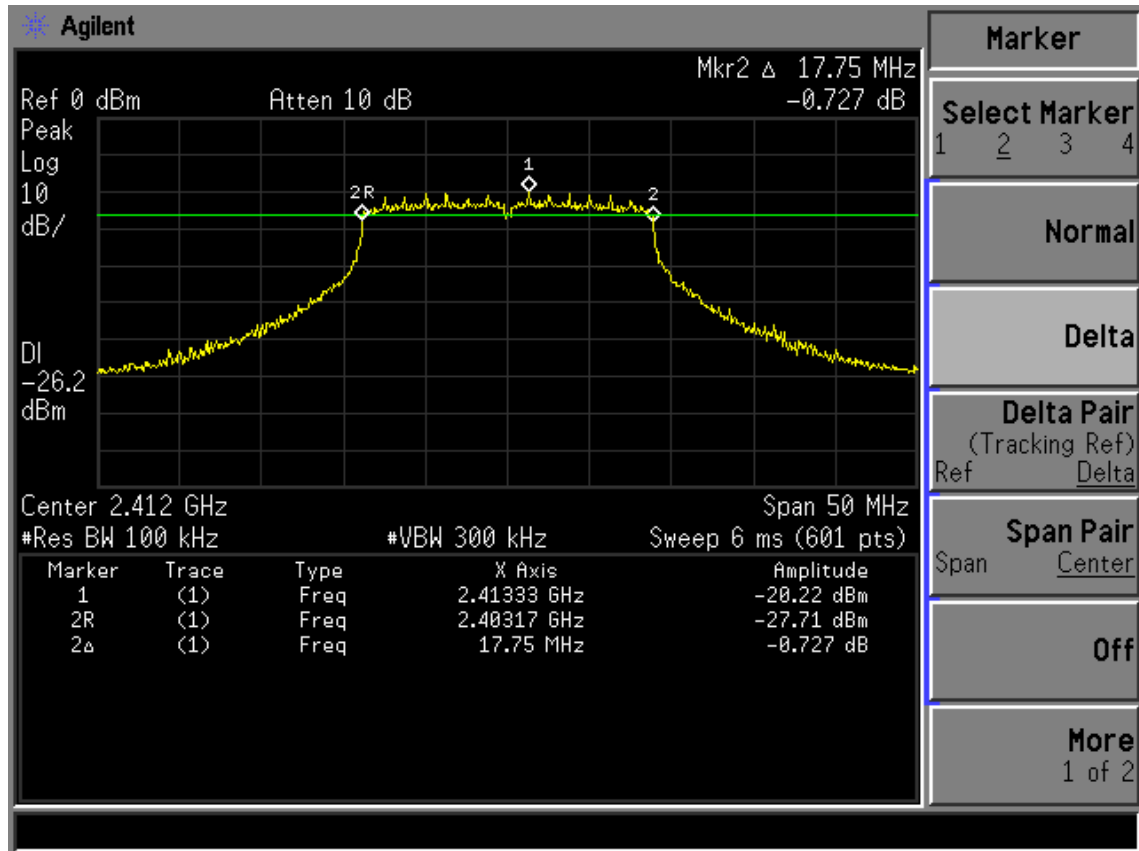 Agilent
Mkr2 Δ 17.75 MHz
Ref 0 dBm Atten 10 dB −0.727 dB
Peak
Log
10
dB/
DI
−26.2
dBm
2R
1
2
Center 2.412 GHz Span 50 MHz
#Res BW 100 kHz #VBW 300 kHz Sweep 6 ms (601 pts)
Marker Trace Type X Axis Amplitude
1 (1) Freq 2.41333 GHz −20.22 dBm
2R (1) Freq 2.40317 GHz −27.71 dBm
2Δ (1) Freq 17.75 MHz −0.727 dB
Marker
Select Marker
1 2 3 4
Normal
Delta
Delta Pair
(Tracking Ref)
Ref Delta
Span Pair
Span Center
Off
More
1 of 2